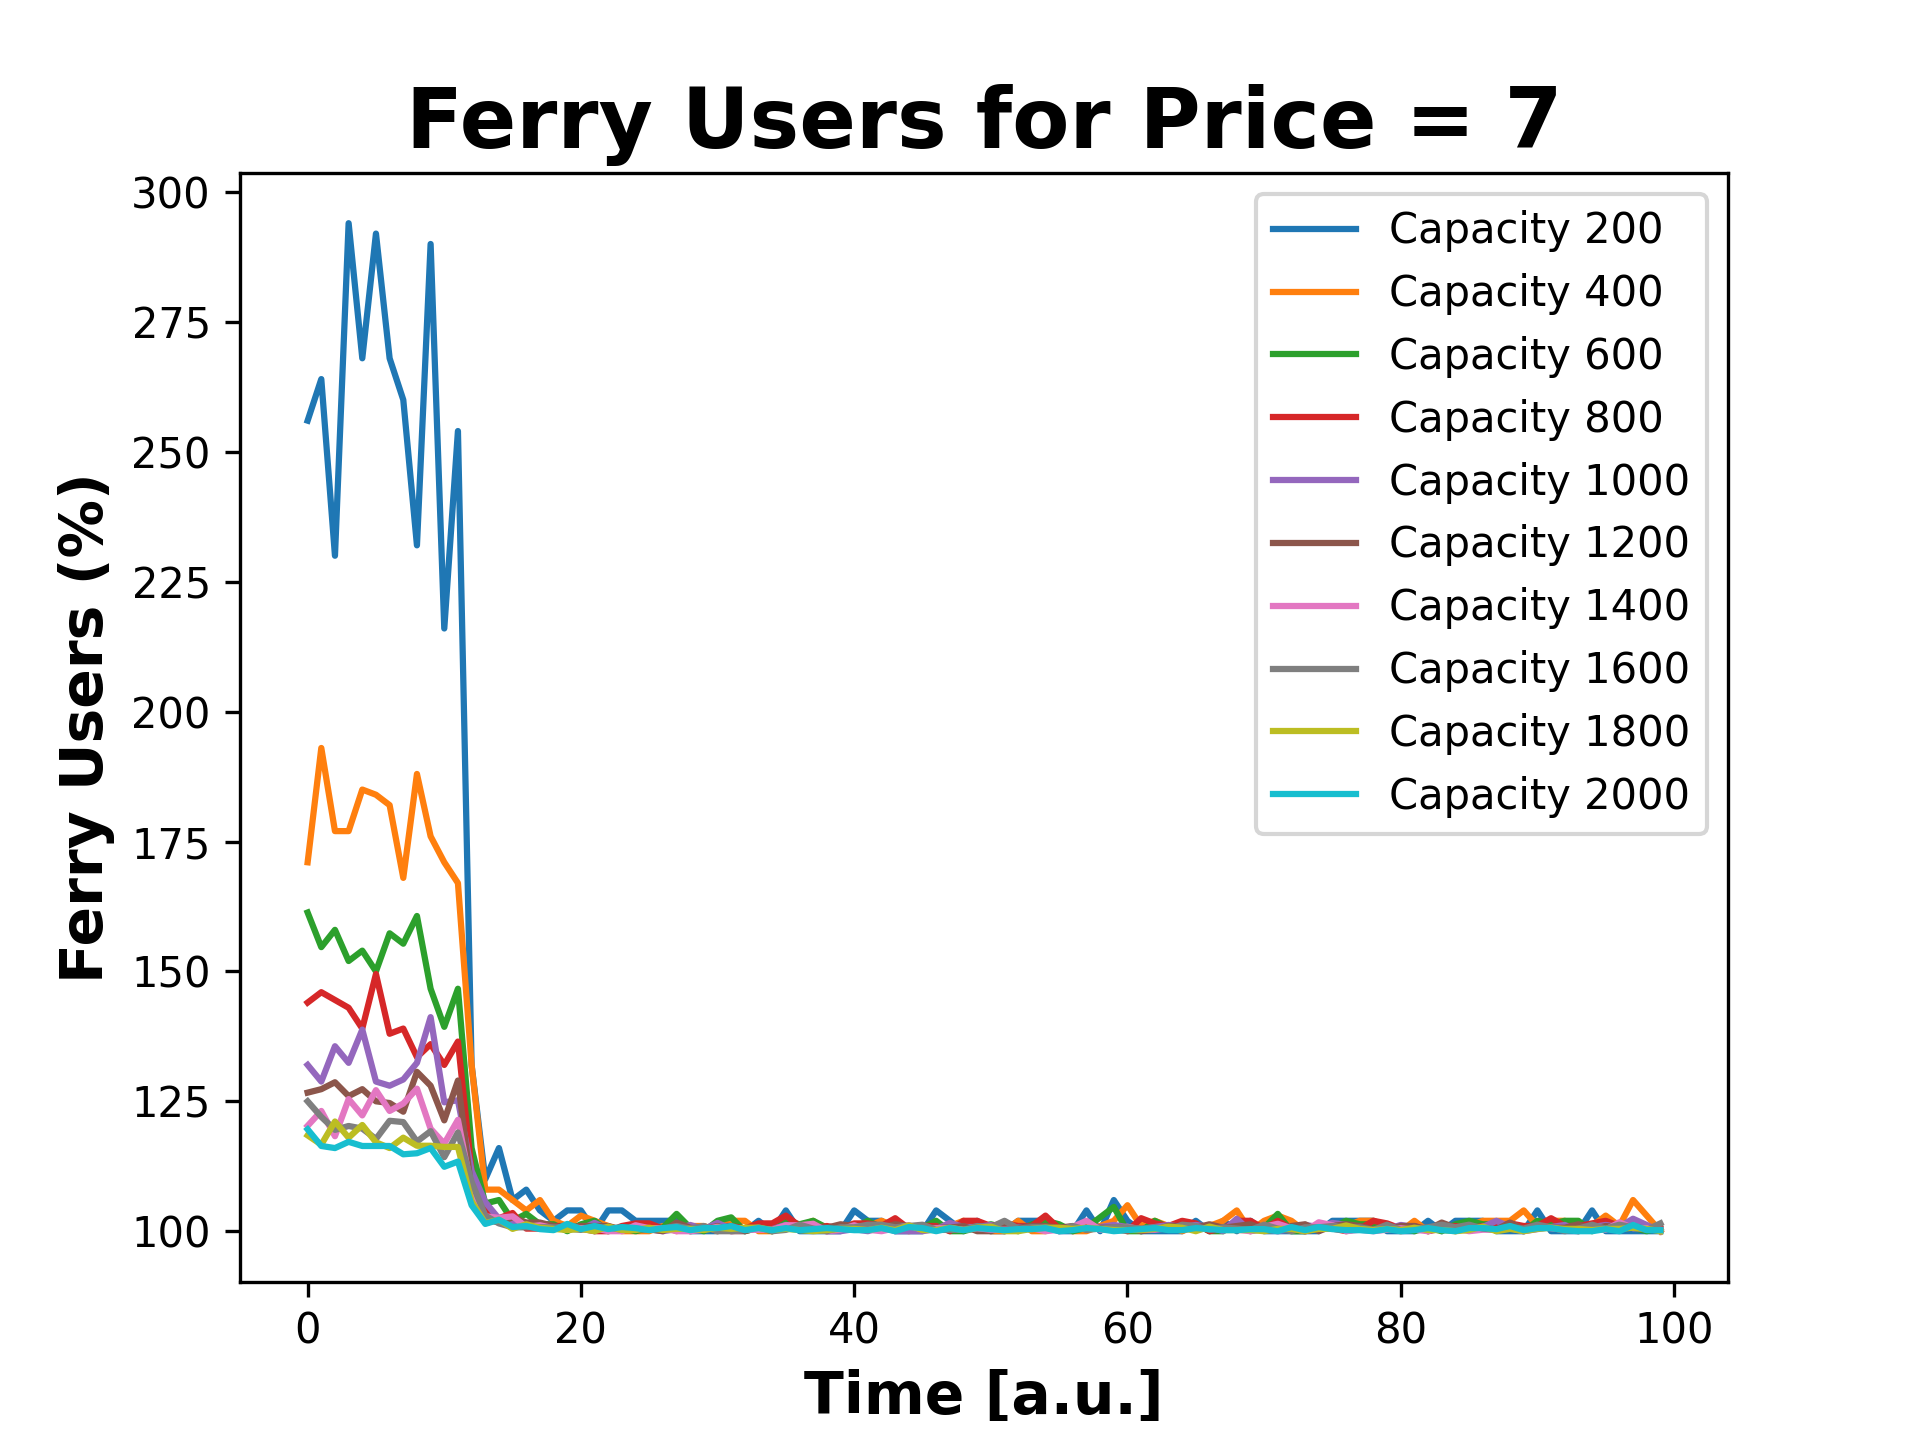 Ferry Users for Price = 7
Ferry Users (%)
300
275
250
225
200
175
150
125
100
Capacity 200
Capacity 400
Capacity 600
Capacity 800
Capacity 1000
Capacity 1200
Capacity 1400
Capacity 1600
Capacity 1800
Capacity 2000
0 20 40 60 80 100
Time [a.u.]